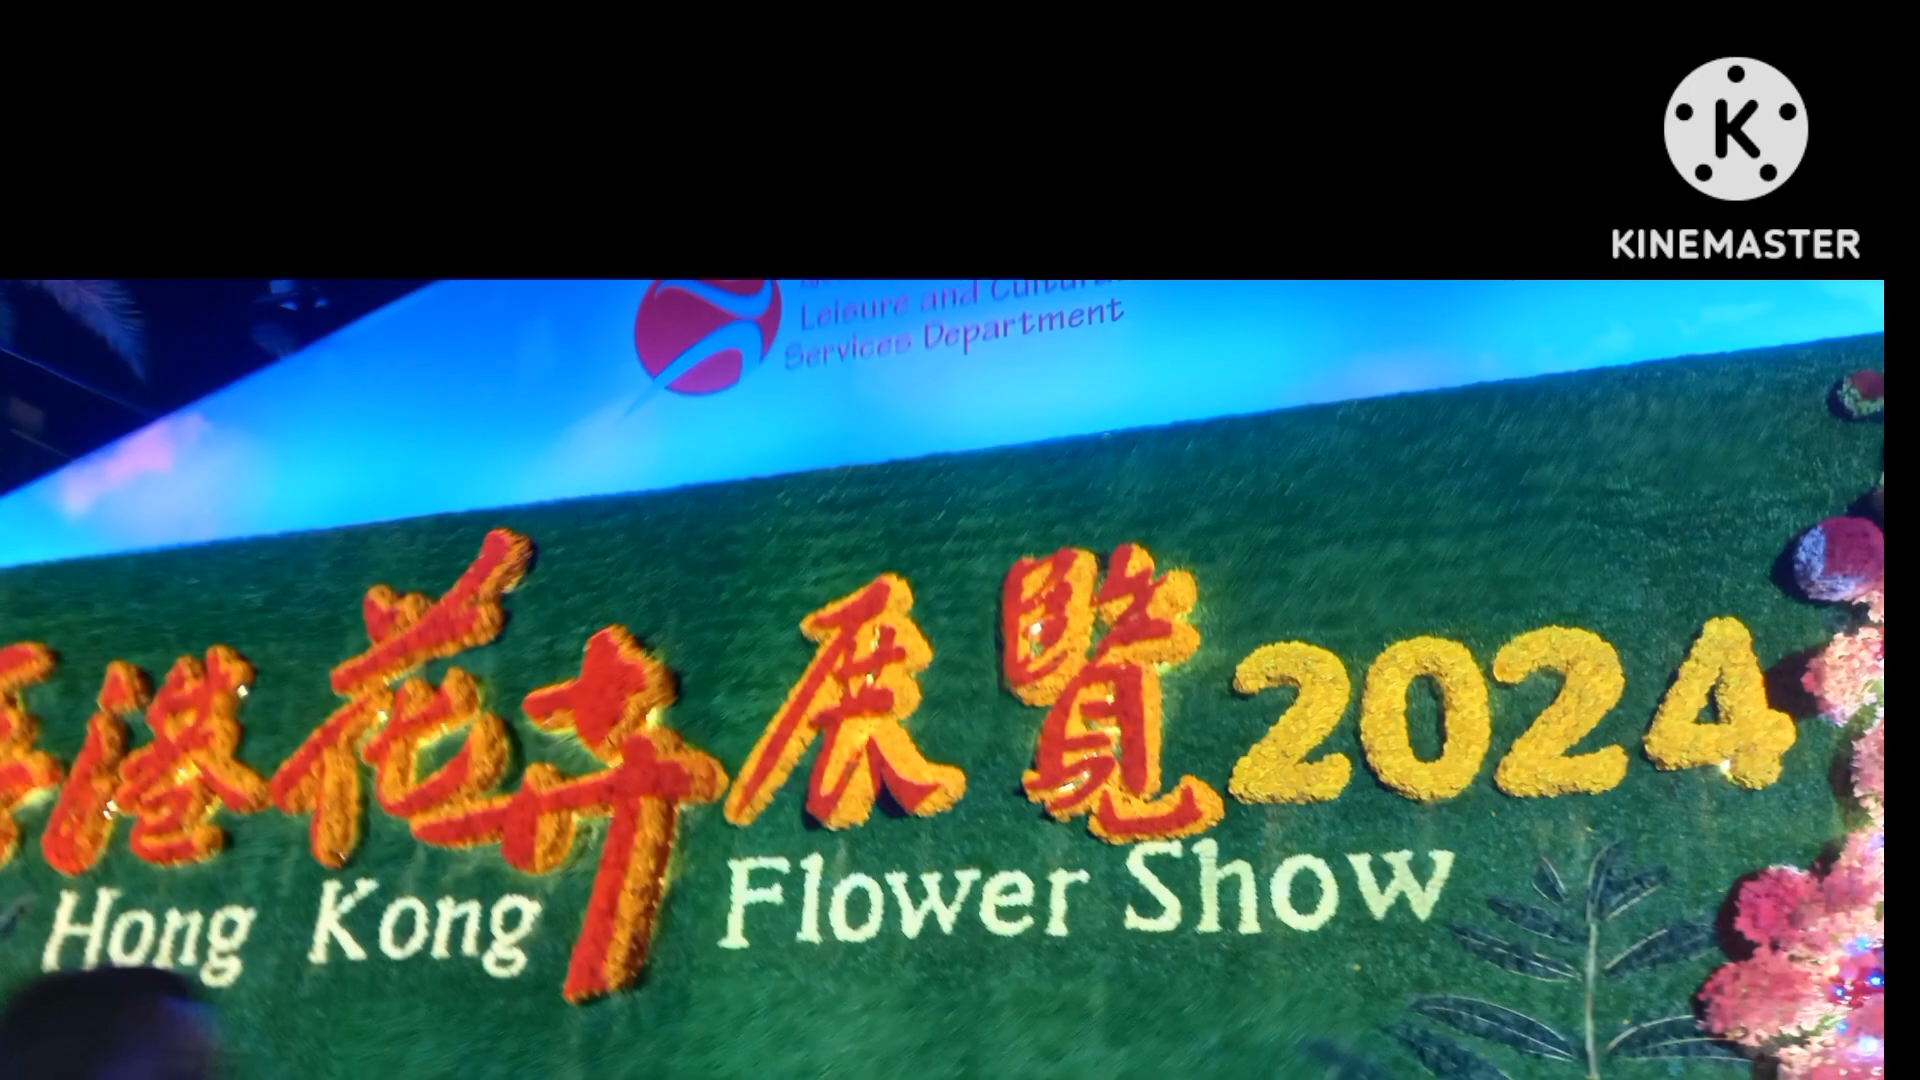 KINEMASTER
Leisure and Cultural
Services Department
香港花卉展覽2024
Hong Kong Flower Show